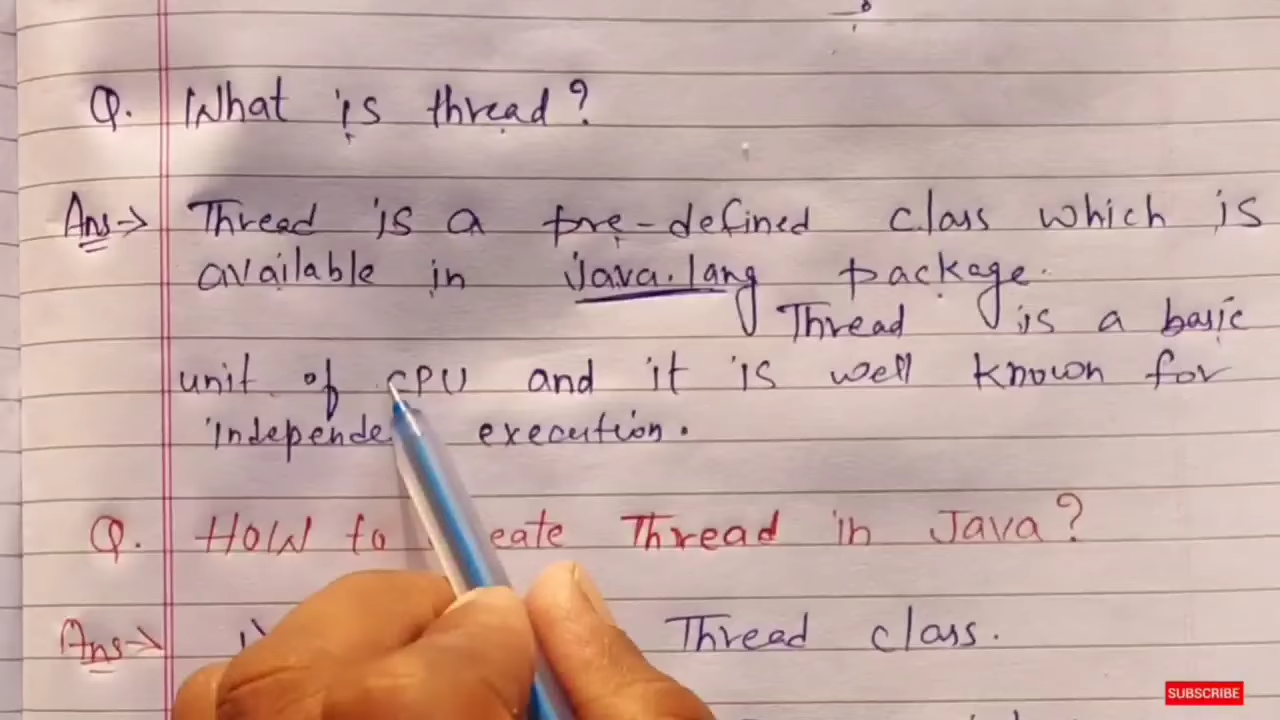 Q. What is thread?
Ans→ Thread is a pre-defined class which is
available in Java.lang package.
Thread is a basic
unit of CPU and it is well known for
execution.
Q. How to Thread in Java?
Ans→ Thread class.
SUBSCRIBE